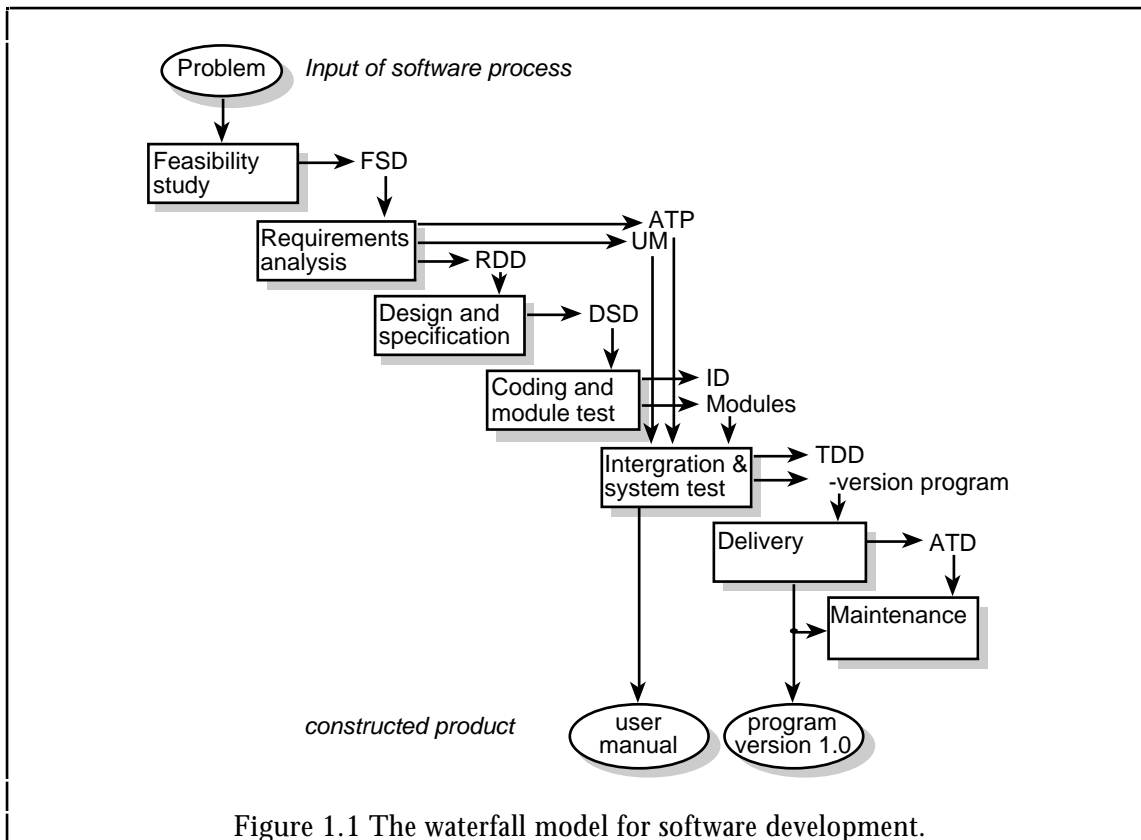 Problem
Input of software process
Feasibility
study
FSD
Requirements
analysis
ATP
UM
RDD
Design and
specification
DSD
Coding and
module test
ID
Modules
Intergration &
system test
TDD
-version program
Delivery
ATD
Maintenance
constructed product
user
manual
program
version 1.0
Figure 1.1 The waterfall model for software development.